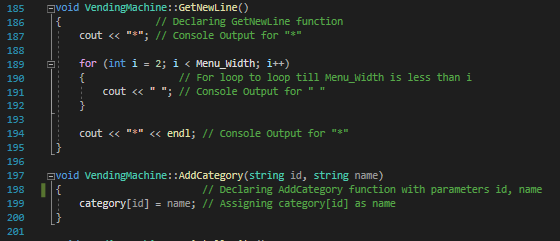 185 void VendingMachine::GetNewLine()
186 { // Declaring GetNewLine function
187 cout << "*"; // Console Output for "*"
188
189 for (int i = 2; i < Menu_Width; i++)
190 { // For loop to loop till Menu_Width is less than i
191 cout << " "; // Console Output for " "
192 }
193
194 cout << "*" << endl; // Console Output for "*"
195 }
196
197 void VendingMachine::AddCategory(string id, string name)
198 { // Declaring AddCategory function with parameters id, name
199 category[id] = name; // Assigning category[id] as name
200 }
201